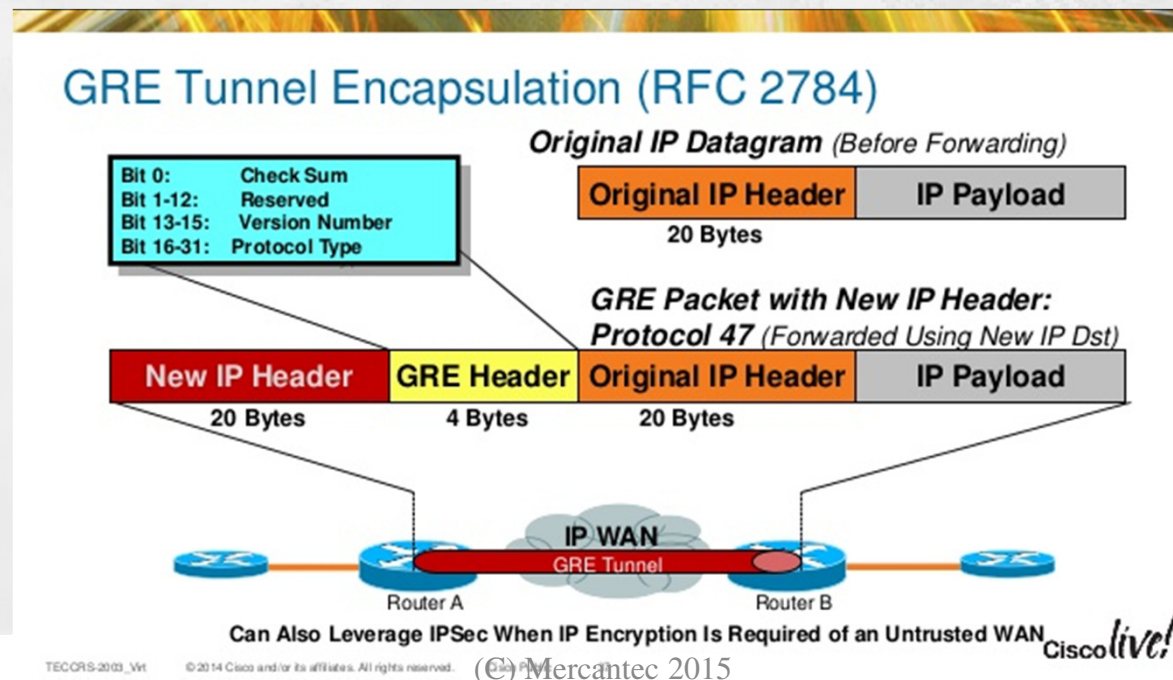 GRE Tunnel Encapsulation (RFC 2784)
Original IP Datagram (Before Forwarding)
Bit 0: Check Sum
Bit 1-12: Reserved
Bit 13-15: Version Number
Bit 16-31: Protocol Type
Original IP Header IP Payload
20 Bytes
GRE Packet with New IP Header:
Protocol 47 (Forwarded Using New IP Dst)
New IP Header GRE Header Original IP Header IP Payload
20 Bytes 4 Bytes 20 Bytes
IP WAN
GRE Tunnel
Router A Router B
Can Also Leverage IPSec When IP Encryption Is Required of an Untrusted WAN
Cisco live!
TECCRS-2003_Virt © 2014 Cisco and/or its affiliates. All rights reserved.
(C) Mercantec 2015